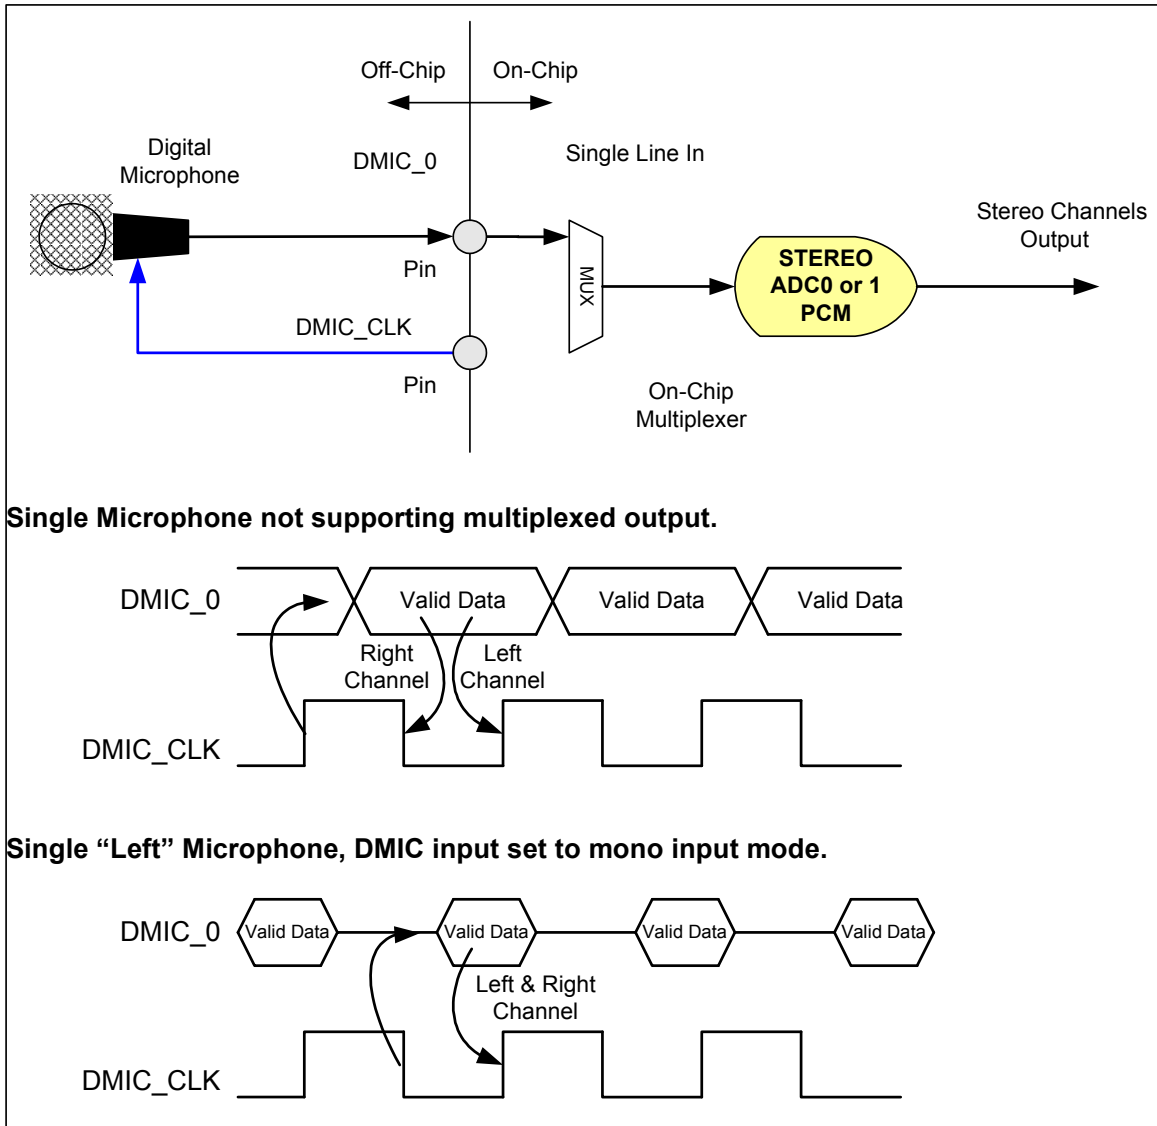 Off-Chip
On-Chip
Digital
Microphone
DMIC_0
Single Line In
Stereo Channels
Output
Pin
MUX
STEREO
ADC0 or 1
PCM
DMIC_CLK
Pin
On-Chip
Multiplexer
Single Microphone not supporting multiplexed output.
DMIC_0
Valid Data
Valid Data
Valid Data
Right
Channel
Left
Channel
DMIC_CLK
Single “Left” Microphone, DMIC input set to mono input mode.
DMIC_0
Valid Data
Valid Data
Valid Data
Valid Data
Left & Right
Channel
DMIC_CLK